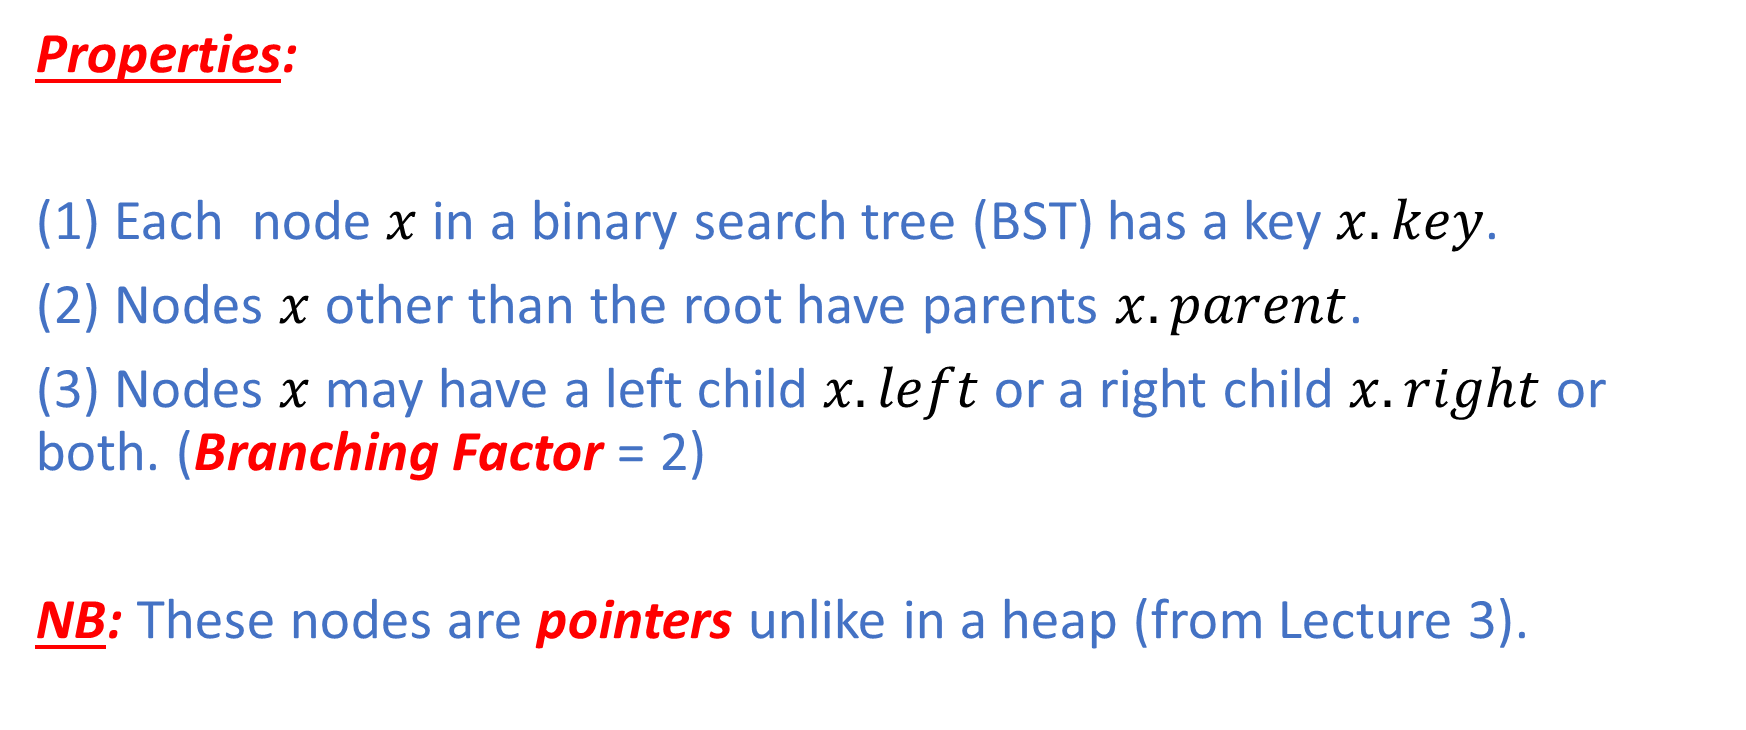 Properties:
(1) Each  node x in a binary search tree (BST) has a key x.key.
(2) Nodes x other than the root have parents x.parent.
(3) Nodes x may have a left child x.left or a right child x.right or
both. (Branching Factor = 2)
NB: These nodes are pointers unlike in a heap (from Lecture 3).